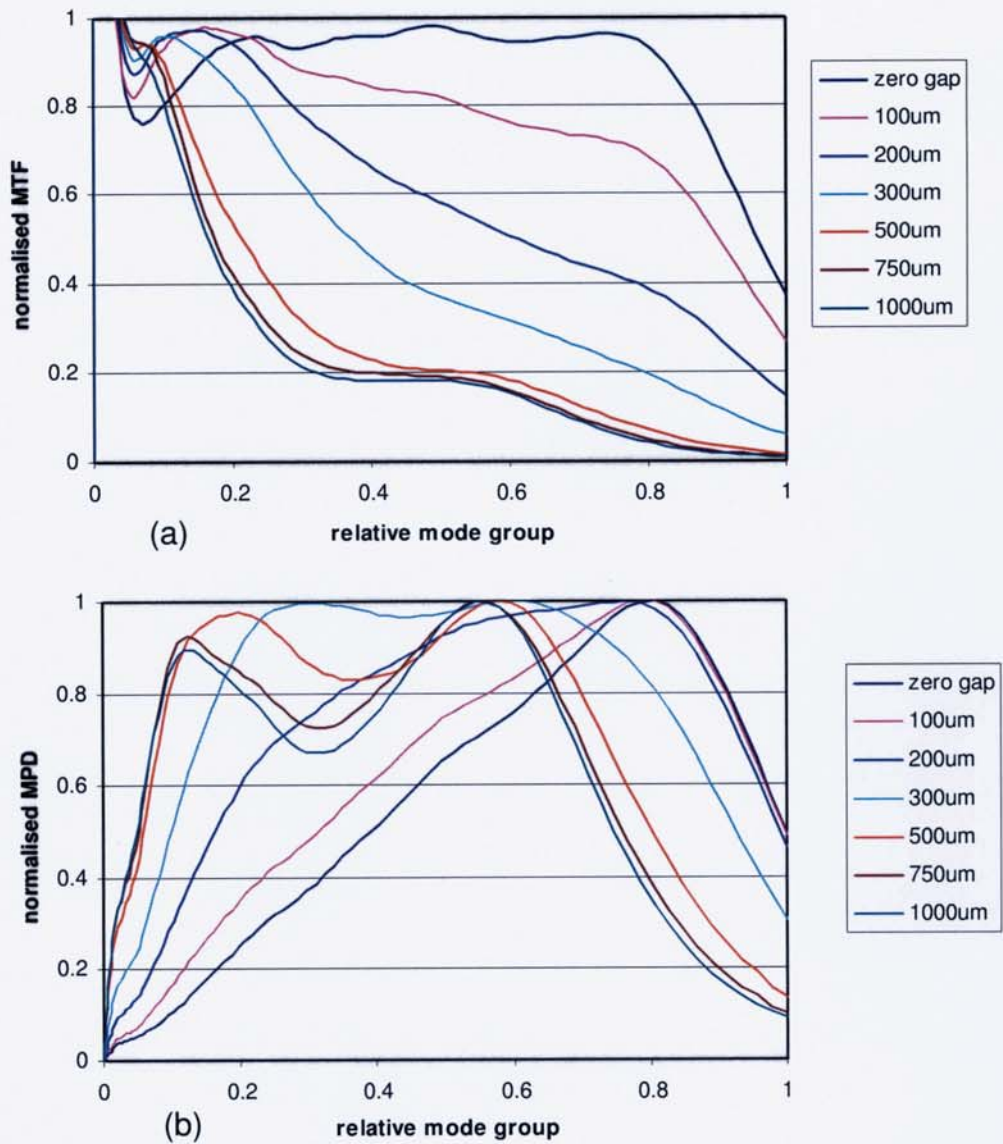 1
0.8
0.6
0.4
0.2
0
normalised MTF
0 0.2 0.4 0.6 0.8 1
(a) relative mode group
zero gap
100um
200um
300um
500um
750um
1000um
1
0.8
0.6
0.4
0.2
0
normalised MPD
0 0.2 0.4 0.6 0.8 1
(b) relative mode group
zero gap
100um
200um
300um
500um
750um
1000um